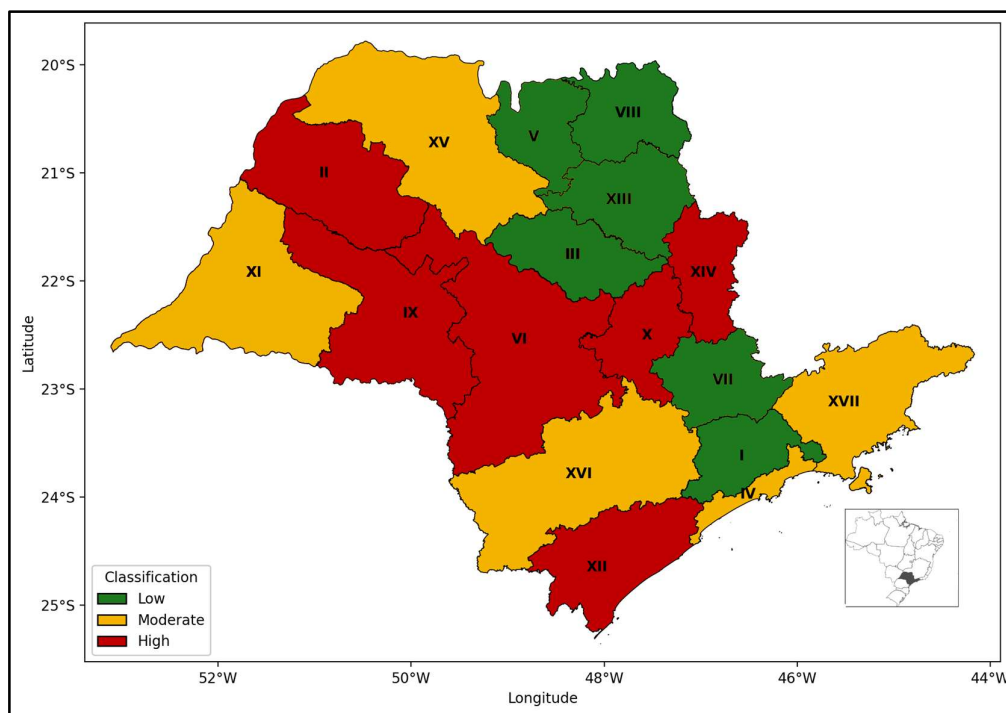 20°S
21°S
22°S
23°S
24°S
25°S
Latitude
VIII
V
XV
II
XIII
III
XI
XIV
IX
X
VI
VII
XVII
I
XVI
IV
XII
Classification
Low
Moderate
High
52°W
50°W
48°W
46°W
44°W
Longitude